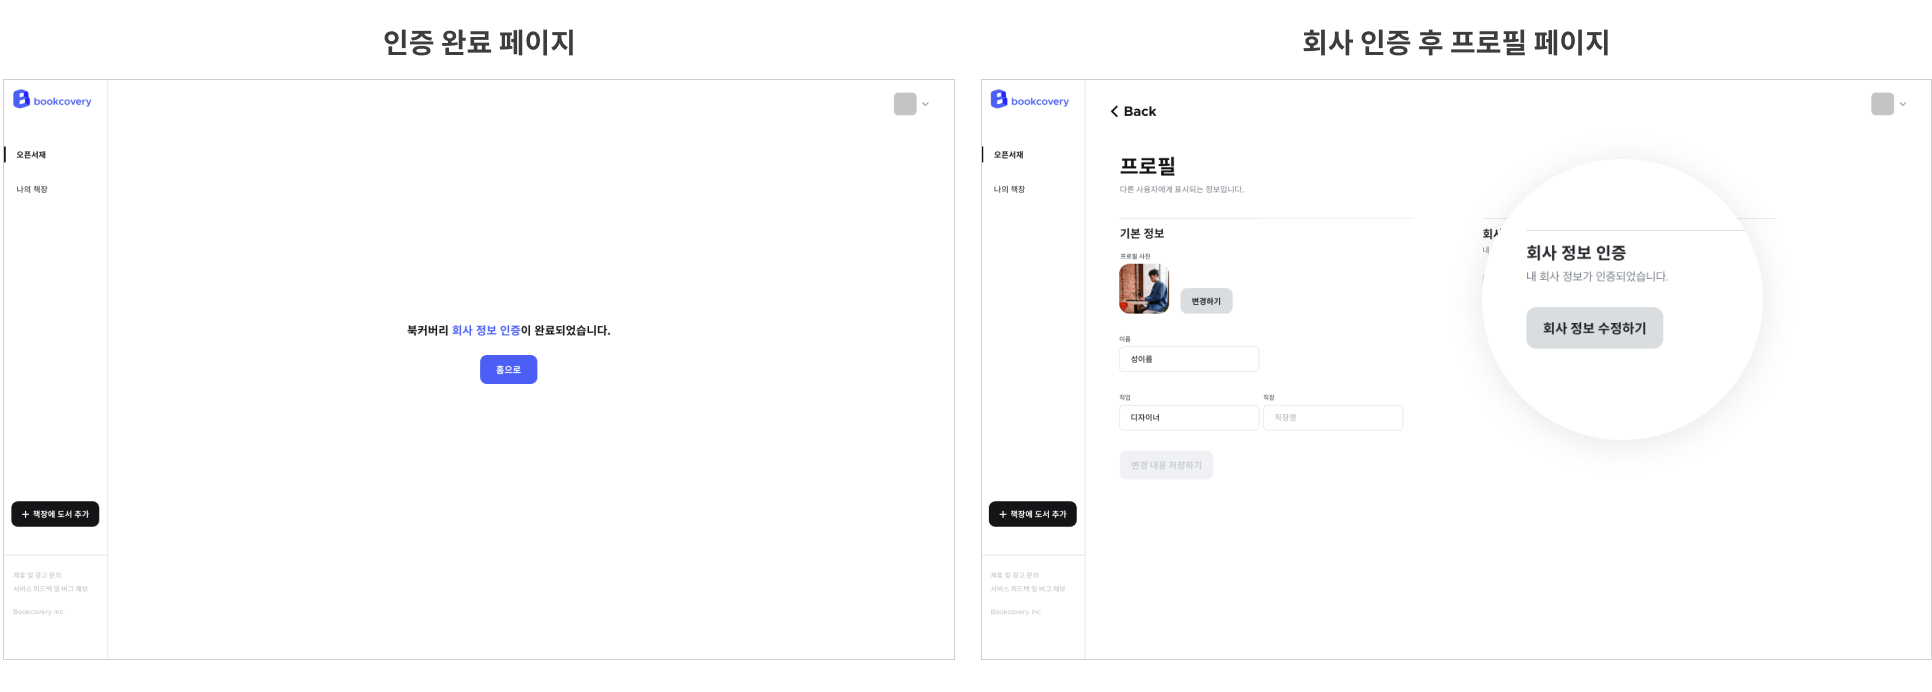 인증 완료 페이지
bookcovery
오픈서재
나의 책장
북커버리 회사 정보 인증이 완료되었습니다.
홈으로
+ 책장에 도서 추가
제휴 및 광고 문의
서비스 피드백 및 버그 제보
Bookcovery Inc.
회사 인증 후 프로필 페이지
bookcovery
Back
오픈서재
나의 책장
프로필
다른 사용자에게 표시되는 정보입니다.
기본 정보
프로필 사진
변경하기
이름
성이름
직업
직장
디자이너
직장명
변경 내용 저장하기
회사
내
회사 정보 인증
내 회사 정보가 인증되었습니다.
회사 정보 수정하기
+ 책장에 도서 추가
제휴 및 광고 문의
서비스 피드백 및 버그 제보
Bookcovery Inc.